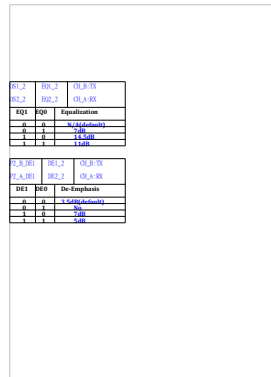 OS1_2 EQ1_2 CH_B:TX
OS2_2 EQ2_2 CH_A:RX
EQ1 EQ0 Equalization
0 0 N/A(default)
0 1 7dB
1 0 14.5dB
1 1 11dB
P2_B_DE1 DE1_2 CH_B:TX
P2_A_DE1 DE2_2 CH_A:RX
DE1 DE0 De-Emphasis
0 0 3.5dB(default)
0 1 No
1 0 7dB
1 1 5dB